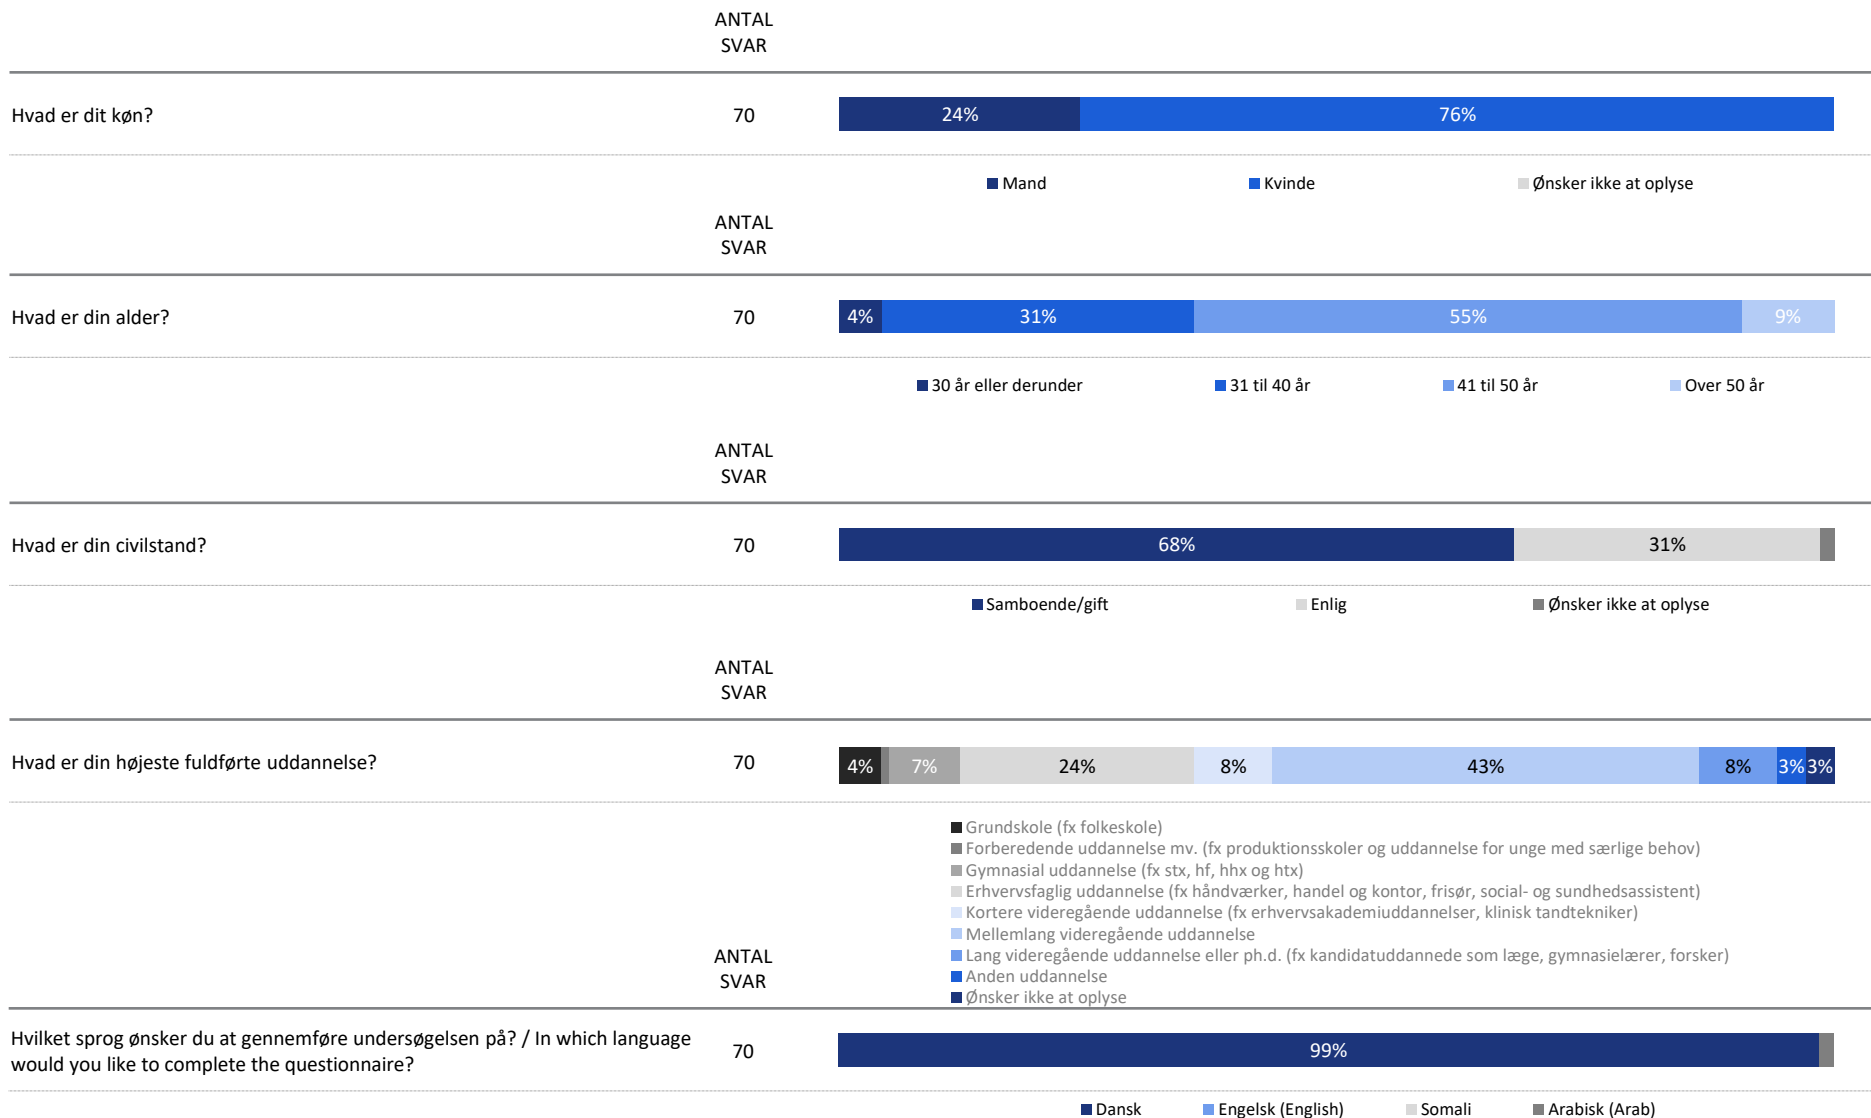 ANTAL
SVAR
Hvad er dit køn? 70 24% 76%
Mand Kvinde Ønsker ikke at oplyse
ANTAL
SVAR
Hvad er din alder? 70 4% 31% 55% 9%
30 år eller derunder 31 til 40 år 41 til 50 år Over 50 år
ANTAL
SVAR
Hvad er din civilstand? 70 68% 31%
Samboende/gift Enlig Ønsker ikke at oplyse
ANTAL
SVAR
Hvad er din højeste fuldførte uddannelse? 70 4% 7% 24% 8% 43% 8% 3% 3%
Grundskole (fx folkeskole)
Forberedende uddannelse mv. (fx produktionsskoler og uddannelse for unge med særlige behov)
Gymnasial uddannelse (fx stx, hf, hhx og htx)
Erhvervsfaglig uddannelse (fx håndværker, handel og kontor, frisør, social- og sundhedsassistent)
Kortere videregående uddannelse (fx erhvervsakademiuddannelser, klinisk tandtekniker)
Mellemlang videregående uddannelse
Lang videregående uddannelse eller ph.d. (fx kandidatuddannede som læge, gymnasielærer, forsker)
Anden uddannelse
Ønsker ikke at oplyse
ANTAL
SVAR
Hvilket sprog ønsker du at gennemføre undersøgelsen på? / In which language
would you like to complete the questionnaire? 70 99%
Dansk Engelsk (English) Somali Arabisk (Arab)